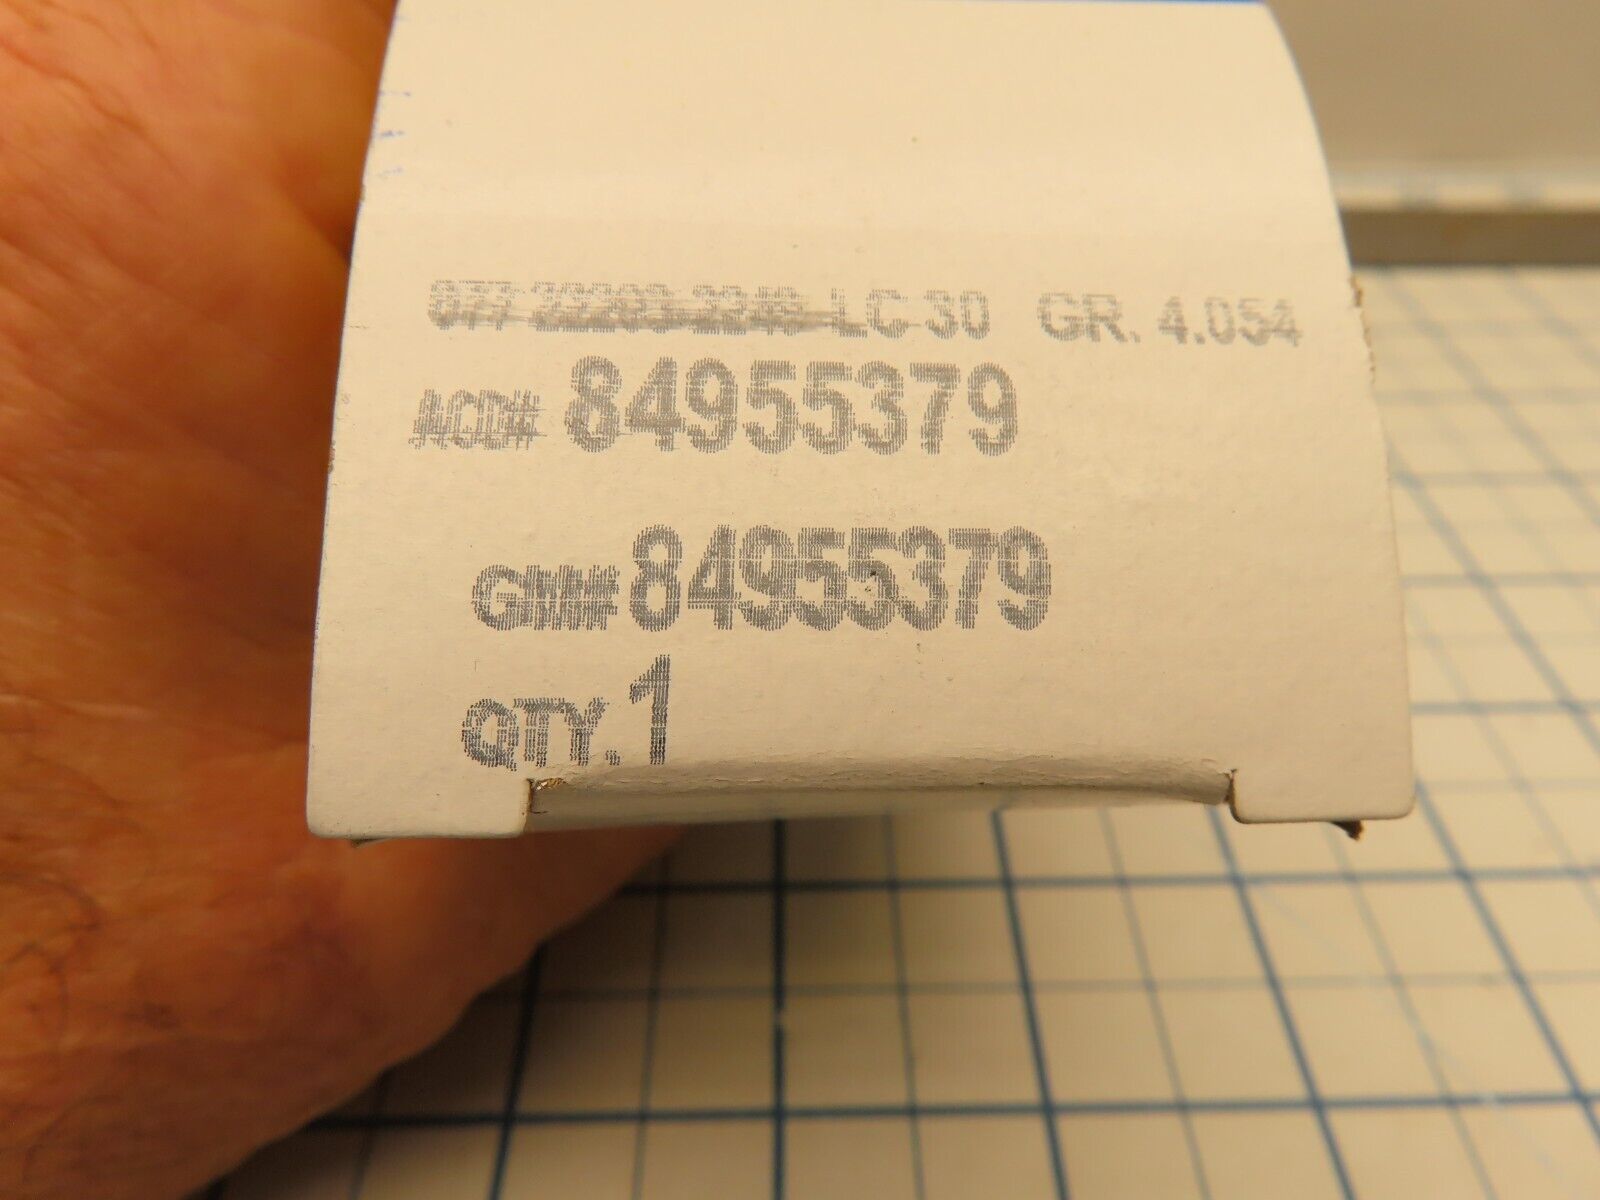 LC-30 GR. 4.054
ACD# 84955379
GM# 84955379
QTY. 1